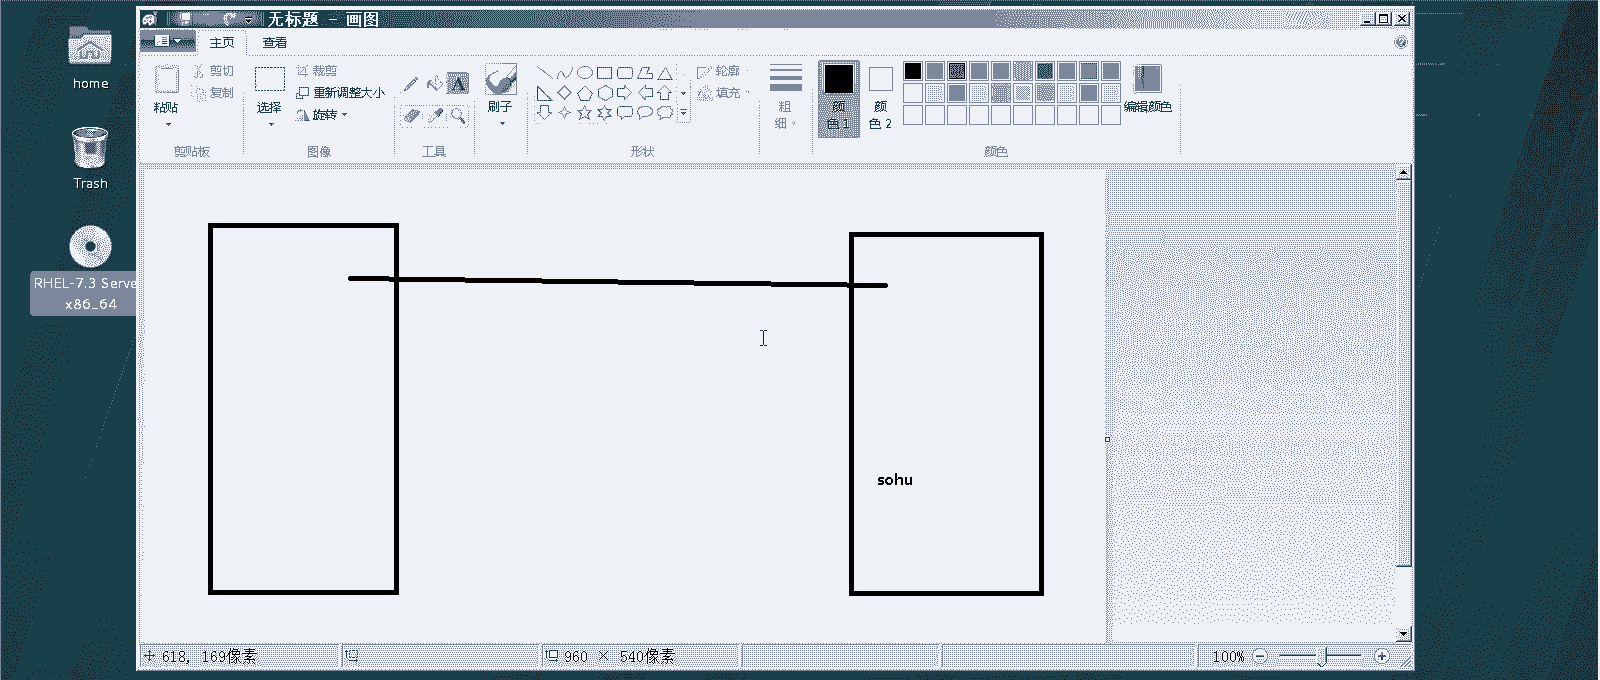 无标题 - 画图
主页 查看
home
Trash
RHEL-7.3 Serve
x86_64
粘贴
剪切
复制
剪贴板
选择
裁剪
重新调整大小
旋转
图像
A
工具
刷子
形状
轮廓
填充
粗
细
颜
色 1
颜
色 2
编辑颜色
颜色
sohu
618, 169像素
960 × 540像素
100%